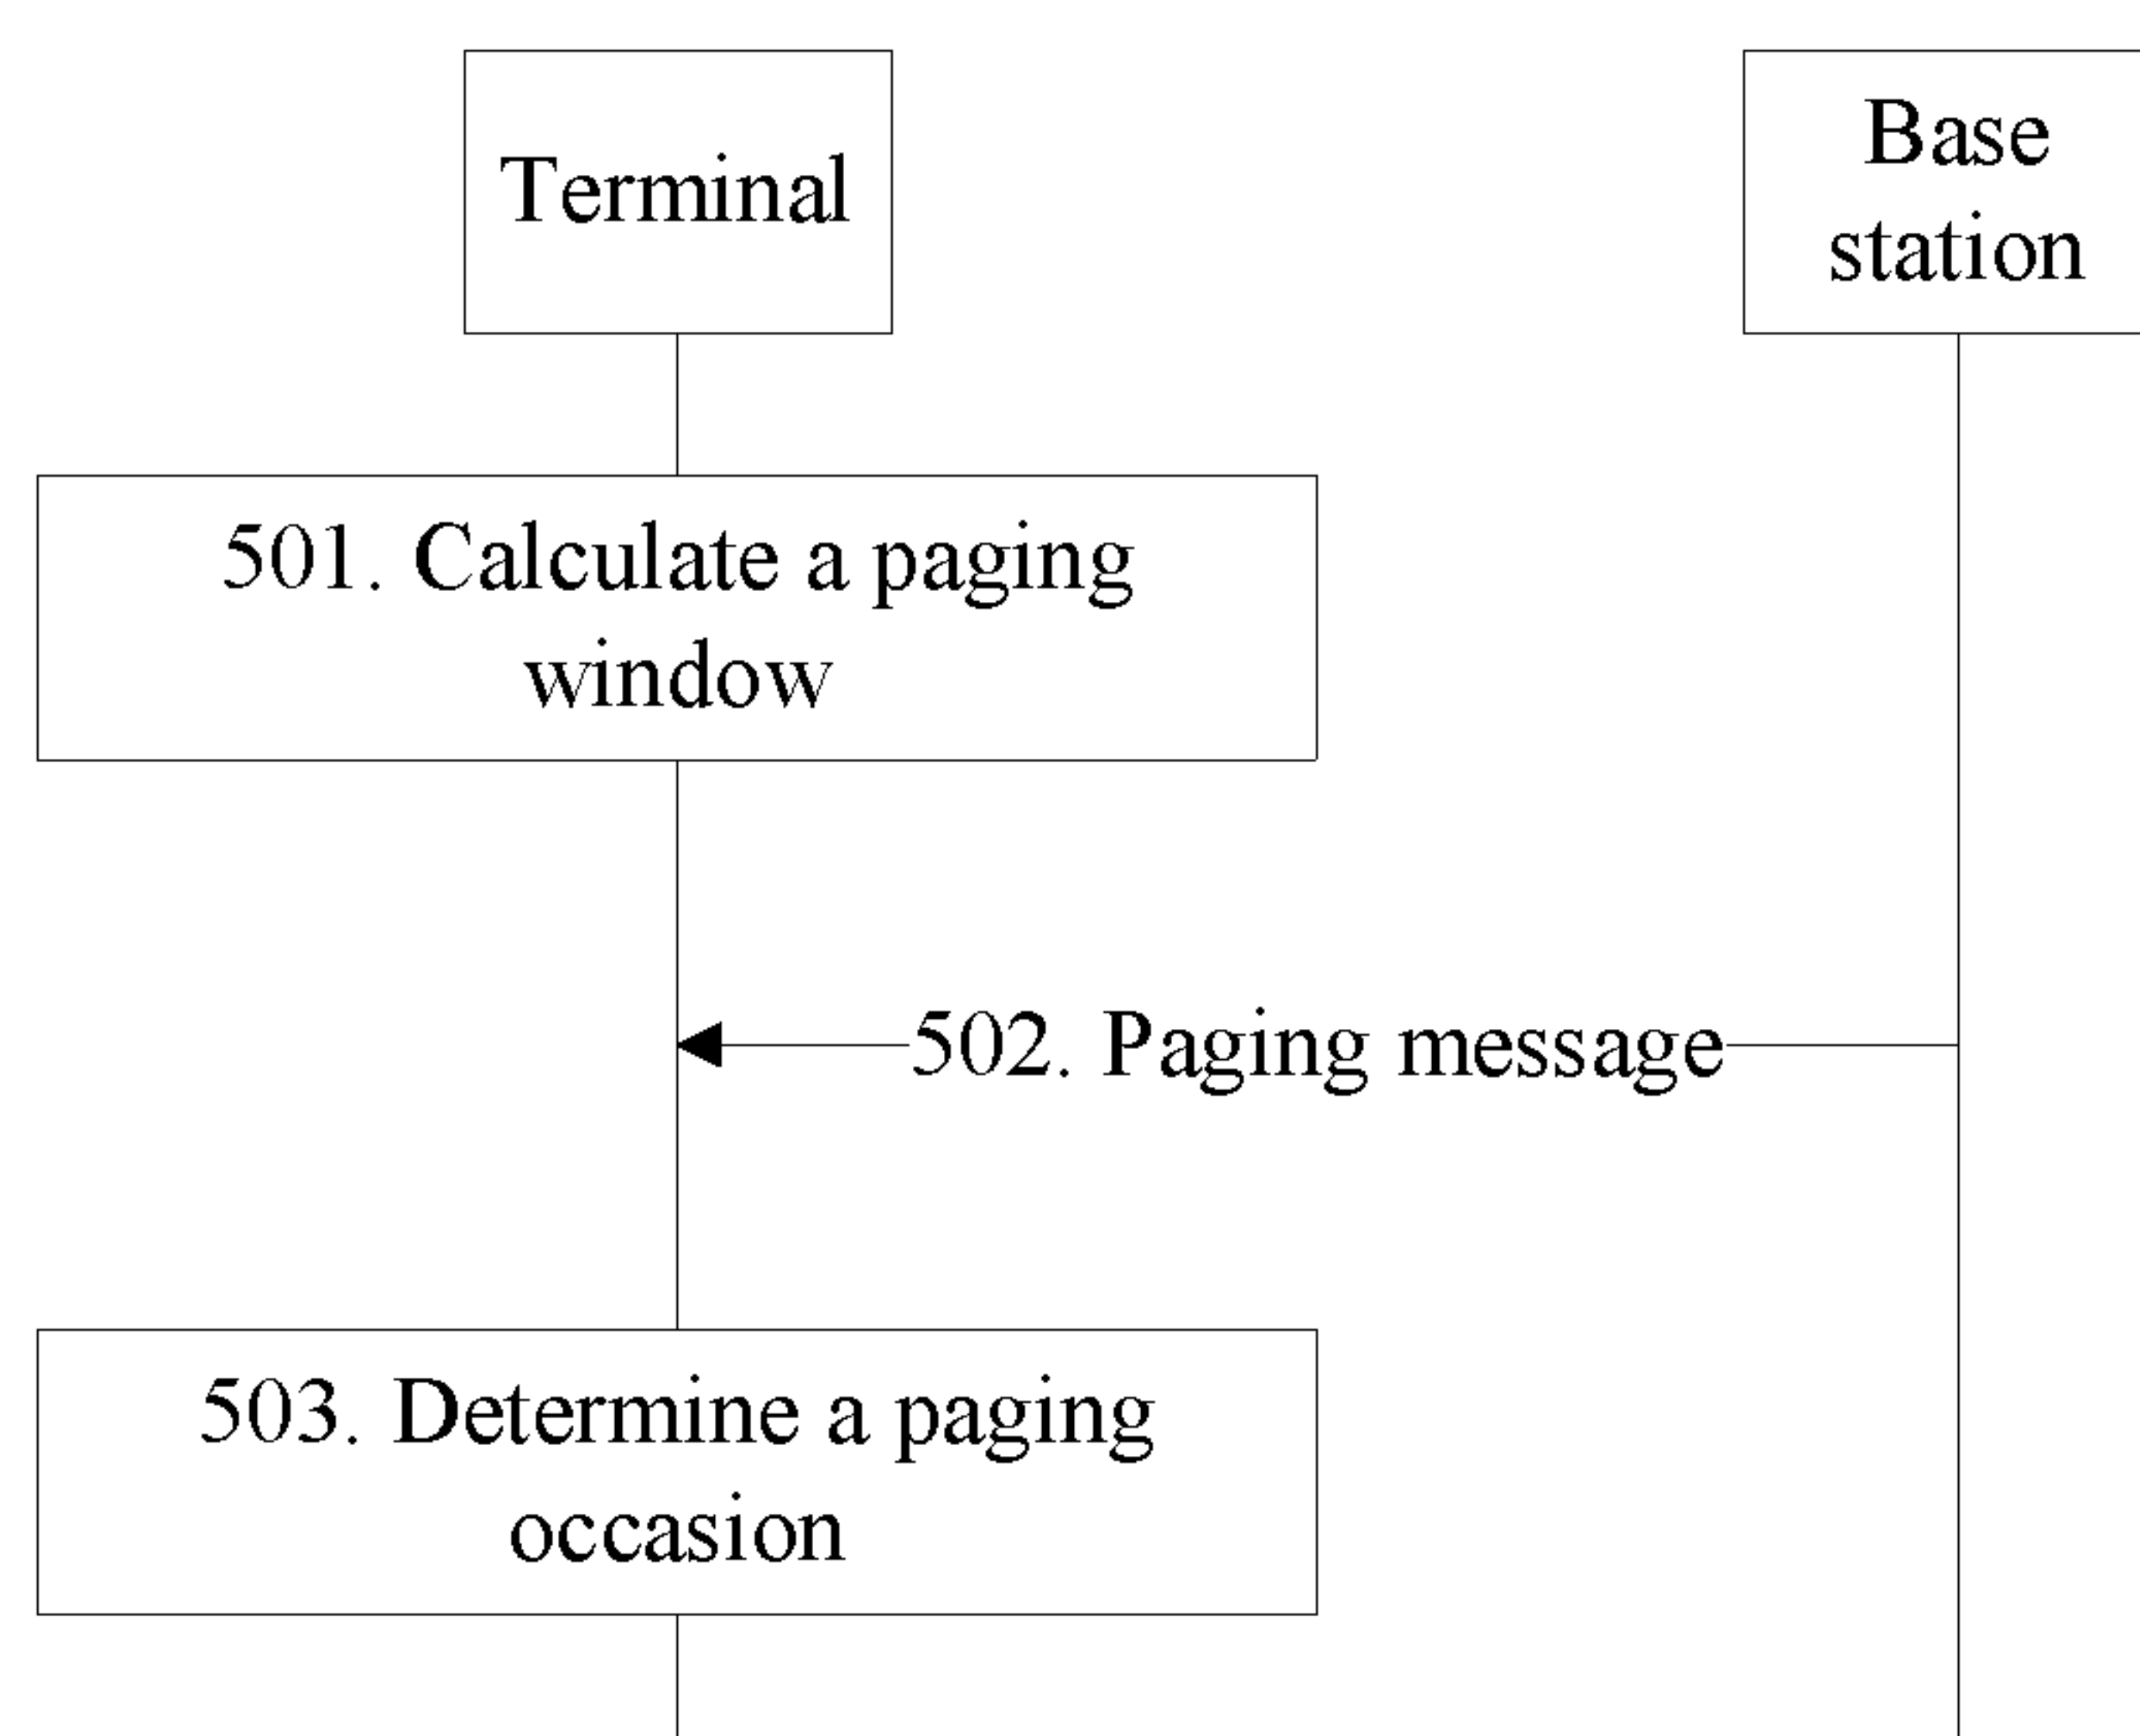 Terminal
Base
station
501. Calculate a paging
window
502. Paging message
503. Determine a paging
occasion